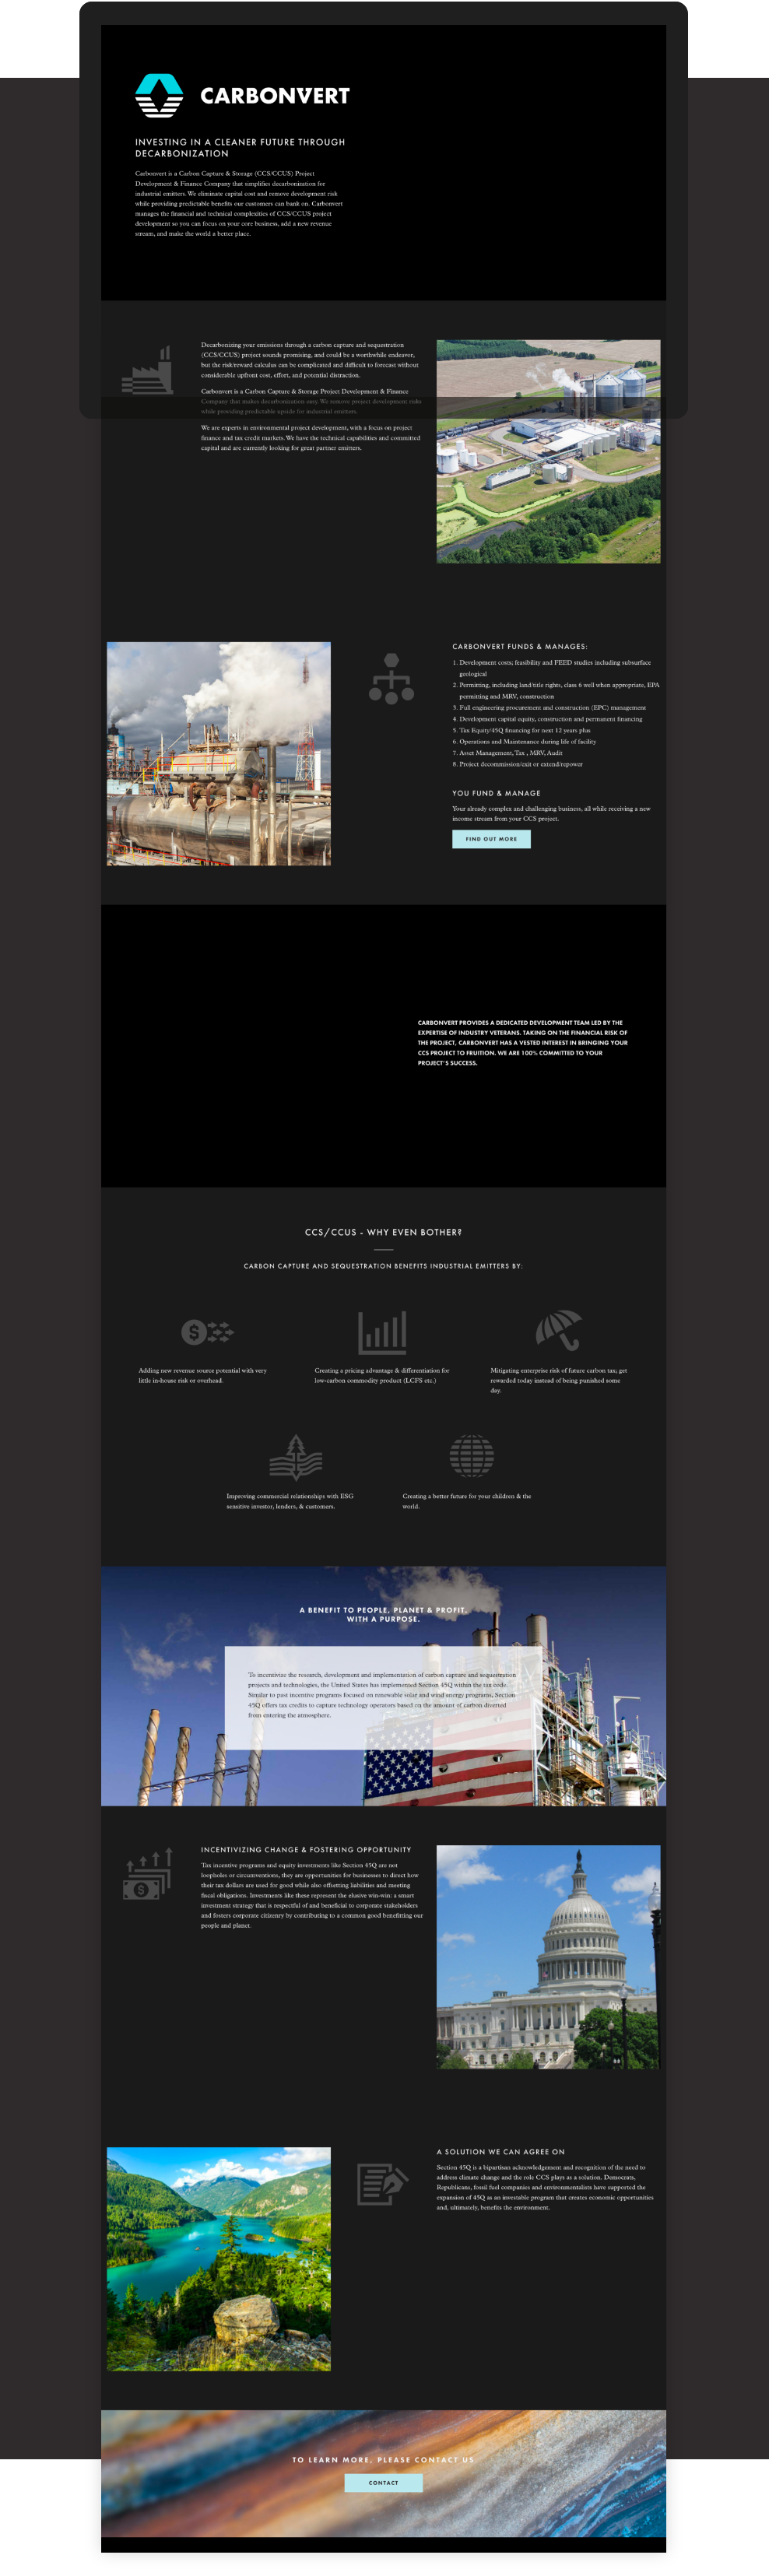 CARBONVERT
INVESTING IN A CLEANER FUTURE THROUGH
DECARBONIZATION
Carbonvert is a Carbon Capture & Storage (CCS/CCUS) Project
Development & Finance Company that simplifies decarbonization for
industrial emitters. We eliminate capital cost and remove development risk
while providing predictable benefits our customers can bank on. Carbonvert
manages the financial and technical complexities of CCS/CCUS project
development so you can focus on your core business, add a new revenue
stream, and make the world a better place.
Decarbonizing your emissions through a carbon capture and sequestration
(CCS/CCUS) project sounds promising, and could be a worthwhile endeavor,
but the risk/reward calculus can be complicated and difficult to forecast without
considerable upfront cost, effort, and potential distraction.
Carbonvert is a Carbon Capture & Storage Project Development & Finance
Company that makes decarbonization easy. We remove project development risks
while providing predictable upside for industrial emitters.
We are experts in environmental project development, with a focus on project
finance and tax credit markets. We have the technical capabilities and committed
capital and are currently looking for great partner emitters.
CARBONVERT FUNDS & MANAGES:
1. Development costs; feasibility and FEED studies including subsurface
geological
2. Permitting, including land/title rights, class 6 well when appropriate, EPA
permitting and MRV, construction
3. Full engineering procurement and construction (EPC) management
4. Development capital equity, construction and permanent financing
5. Tax Equity/45Q financing for next 12 years plus
6. Operations and Maintenance during life of facility
7. Asset Management, Tax , MRV, Audit
8. Project decommission/exit or extend/repower
YOU FUND & MANAGE
Your already complex and challenging business, all while receiving a new
income stream from your CCS project.
FIND OUT MORE
CARBONVERT PROVIDES A DEDICATED DEVELOPMENT TEAM LED BY THE
EXPERTISE OF INDUSTRY VETERANS. TAKING ON THE FINANCIAL RISK OF
THE PROJECT, CARBONVERT HAS A VESTED INTEREST IN BRINGING YOUR
CCS PROJECT TO FRUITION. WE ARE 100% COMMITTED TO YOUR
PROJECT'S SUCCESS.
CCS/CCUS - WHY EVEN BOTHER?
CARBON CAPTURE AND SEQUESTRATION BENEFITS INDUSTRIAL EMITTERS BY:
Adding new revenue source potential with very
little in-house risk or overhead.
Creating a pricing advantage & differentiation for
low-carbon commodity product (LCFS etc.)
Mitigating enterprise risk of future carbon tax; get
rewarded today instead of being punished some
day.
Improving commercial relationships with ESG
sensitive investor, lenders, & customers.
Creating a better future for your children & the
world.
A BENEFIT TO PEOPLE, PLANET & PROFIT.
WITH A PURPOSE.
To incentivize the research, development and implementation of carbon capture and sequestration
projects and technologies, the United States has implemented Section 45Q within the tax code.
Similar to past incentive programs focused on renewable solar and wind energy programs, Section
45Q offers tax credits to capture technology operators based on the amount of carbon diverted
from entering the atmosphere.
INCENTIVIZING CHANGE & FOSTERING OPPORTUNITY
Tax incentive programs and equity investments like Section 45Q are not
loopholes or circumventions, they are opportunities for businesses to direct how
their tax dollars are used for good while also offsetting liabilities and meeting
fiscal obligations. Investments like these represent the elusive win-win: a smart
investment strategy that is respectful of and beneficial to corporate stakeholders
and fosters corporate citizenry by contributing to a common good benefitting our
people and planet.
A SOLUTION WE CAN AGREE ON
Section 45Q is a bipartisan acknowledgement and recognition of the need to
address climate change and the role CCS plays as a solution. Democrats,
Republicans, fossil fuel companies and environmentalists have supported the
expansion of 45Q as an investable program that creates economic opportunities
and, ultimately, benefits the environment.
TO LEARN MORE, PLEASE CONTACT US
CONTACT